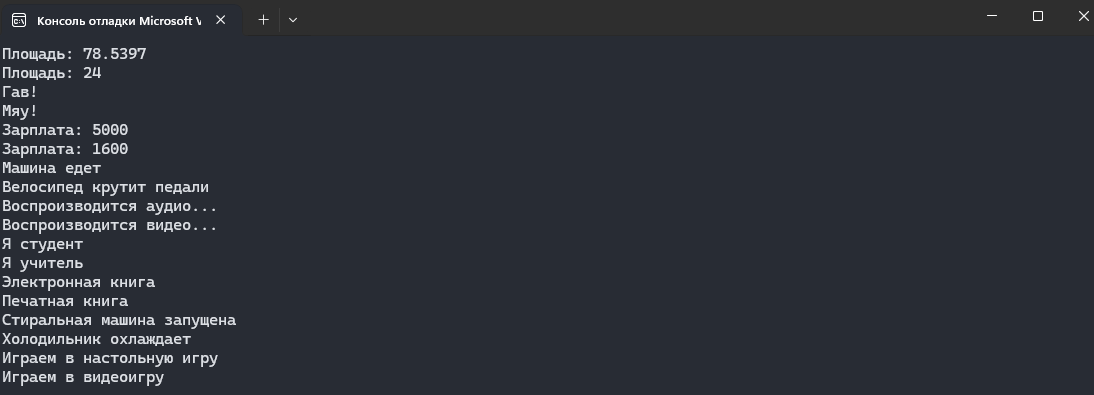 Консоль отладки Microsoft V
Площадь: 78.5397
Площадь: 24
Гав!
Мяу!
Зарплата: 5000
Зарплата: 1600
Машина едет
Велосипед крутит педали
Воспроизводится аудио...
Воспроизводится видео...
Я студент
Я учитель
Электронная книга
Печатная книга
Стиральная машина запущена
Холодильник охлаждает
Играем в настольную игру
Играем в видеоигру